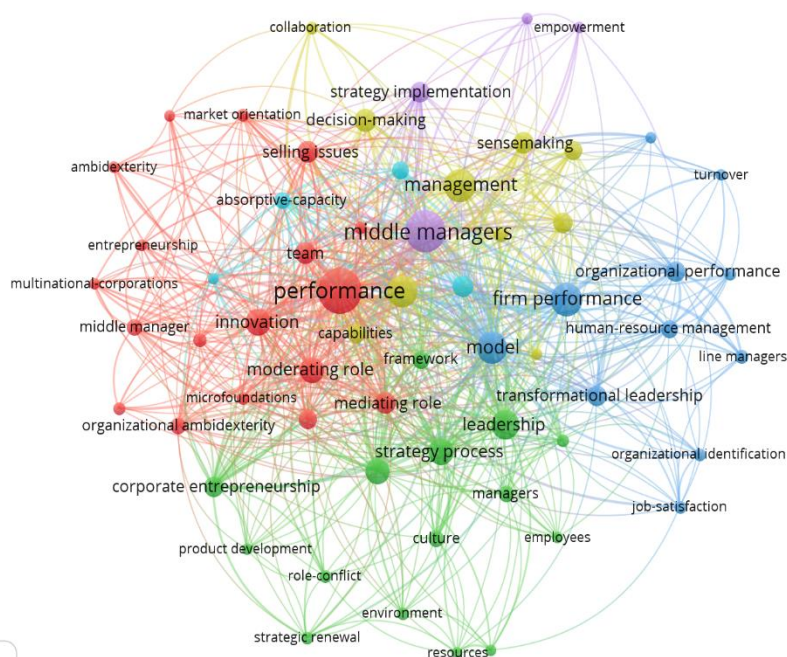 collaboration
empowerment
strategy implementation
market orientation
decision-making
selling issues
sensemaking
ambidexterity
management
turnover
absorptive-capacity
middle managers
entrepreneurship
team
organizational performance
multinational-corporations
performance
firm performance
middle manager
innovation
capabilities
human-resource management
model
framework
line managers
moderating role
microfoundations
mediating role
transformational leadership
organizational ambidexterity
leadership
strategy process
organizational identification
corporate entrepreneurship
managers
job-satisfaction
culture
employees
product development
role-conflict
environment
strategic renewal
resources